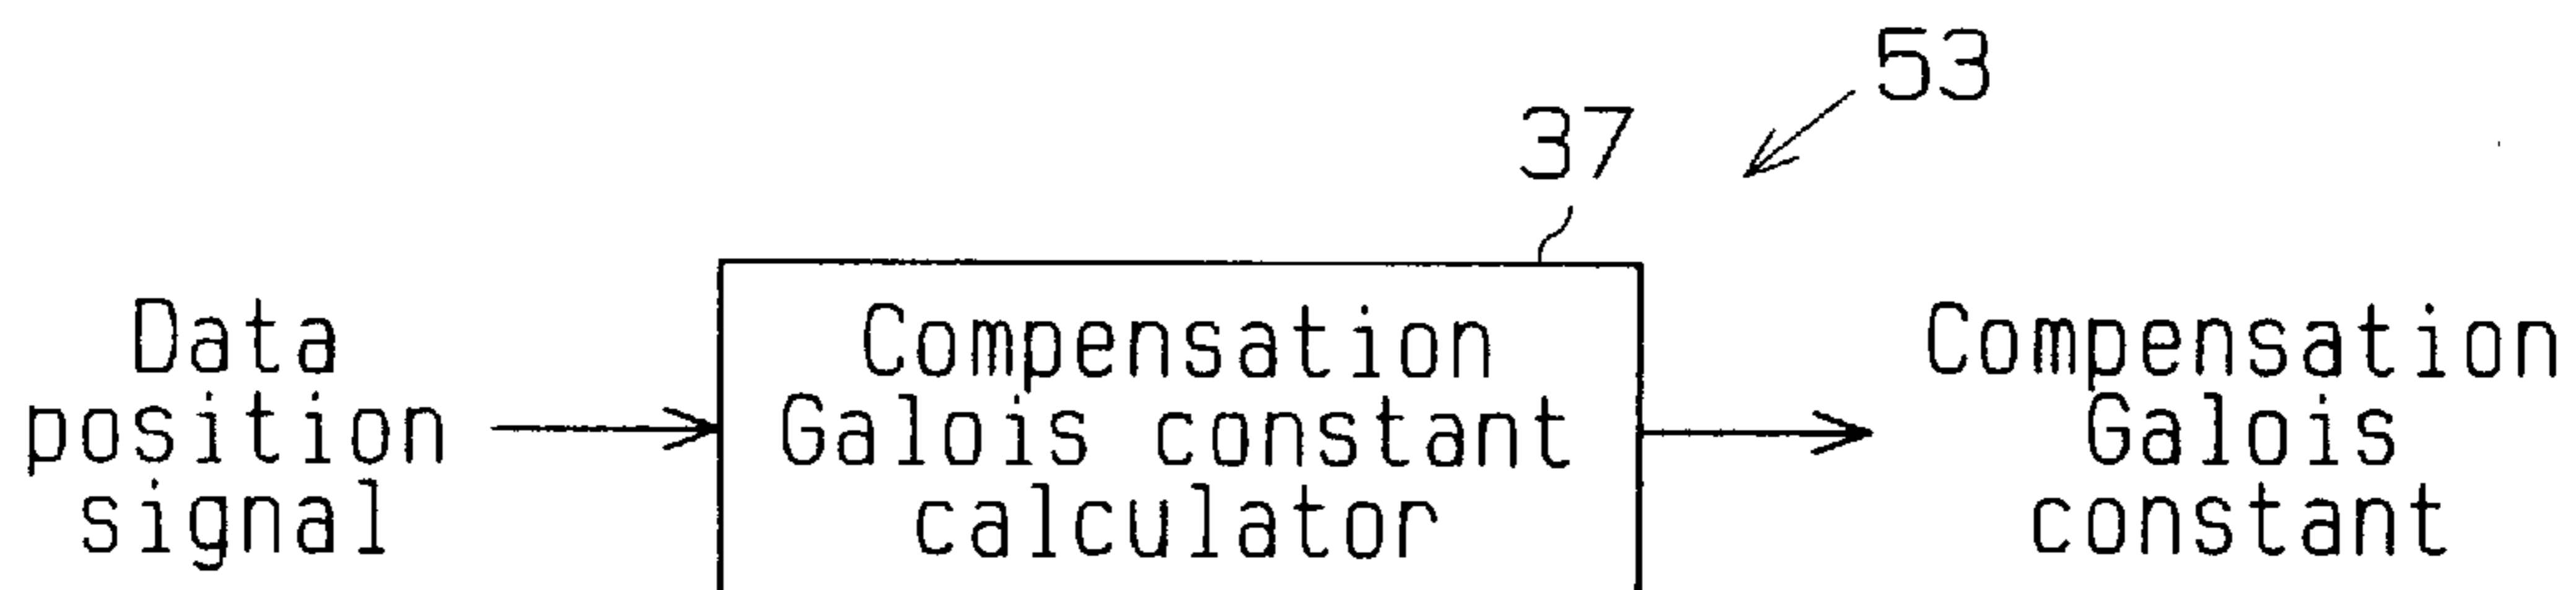 53
37
Data
position
signal
Compensation
Galois constant
calculator
Compensation
Galois
constant